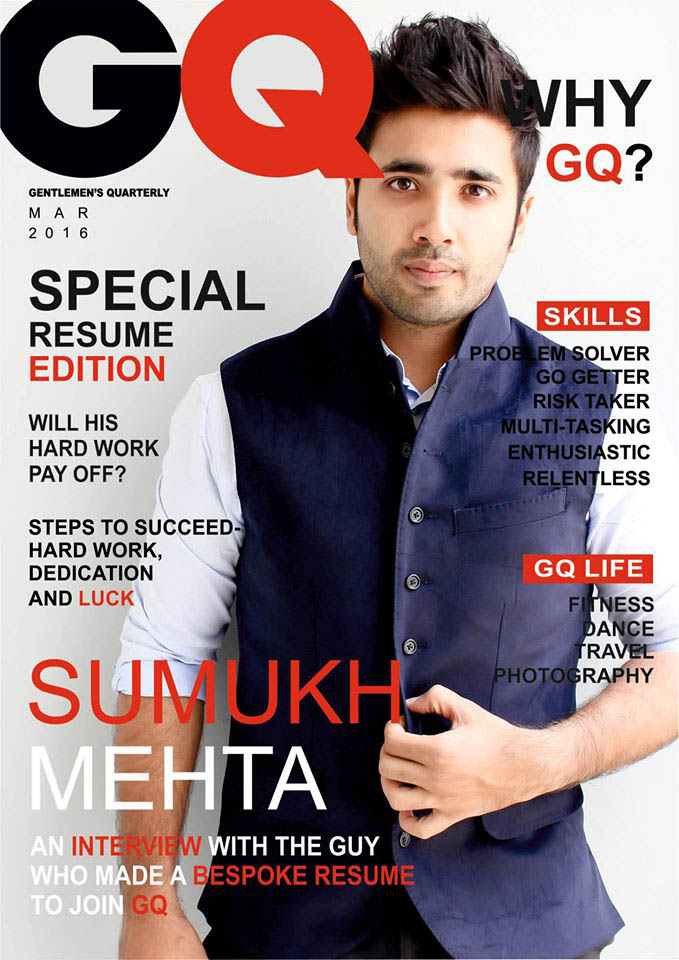 GQ
GENTLEMEN'S QUARTERLY
MAR
2016
WHY
GQ?
SPECIAL
RESUME
EDITION
WILL HIS
HARD WORK
PAY OFF?
STEPS TO SUCCEED-
HARD WORK,
DEDICATION
AND LUCK
SKILLS
PROBLEM SOLVER
GO GETTER
RISK TAKER
MULTI-TASKING
ENTHUSIASTIC
RELENTLESS
GQ LIFE
FITNESS
DANCE
TRAVEL
PHOTOGRAPHY
SUMUKH
MEHTA
AN INTERVIEW WITH THE GUY
WHO MADE A BESPOKE RESUME
TO JOIN GQ